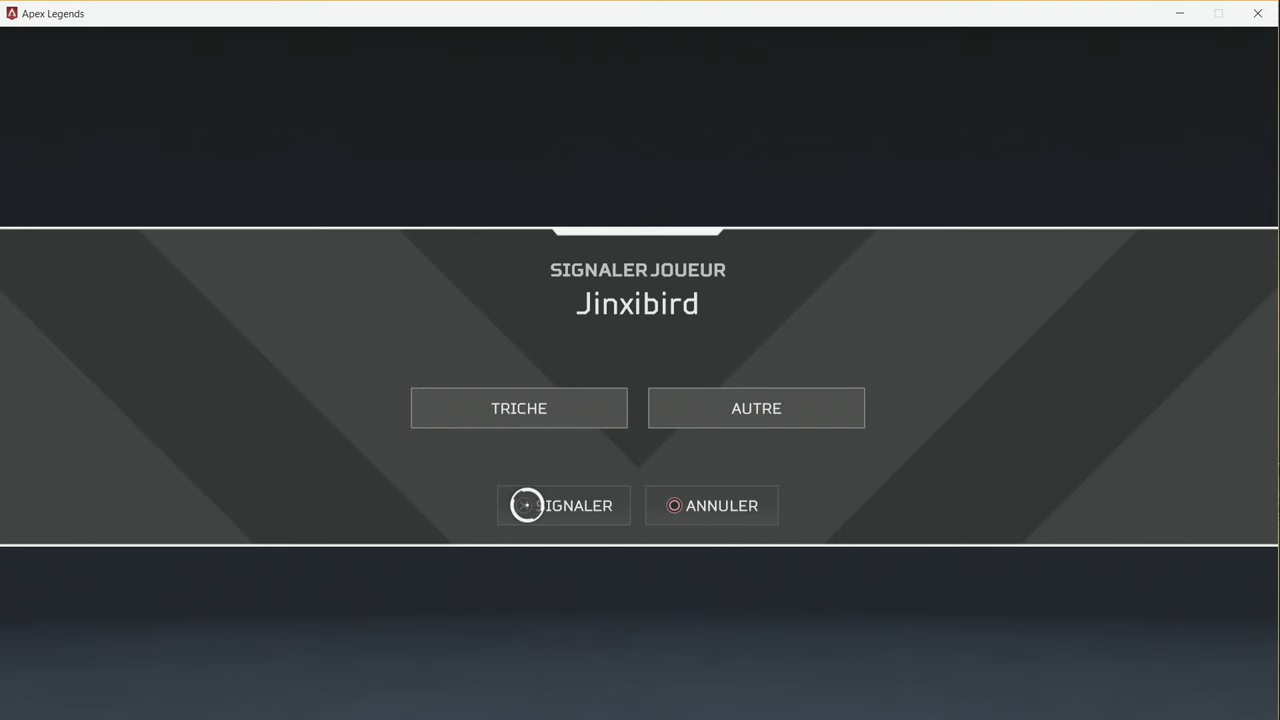 Apex Legends
SIGNALER JOUEUR
Jinxibird
TRICHE AUTRE
SIGNALER ANNULER